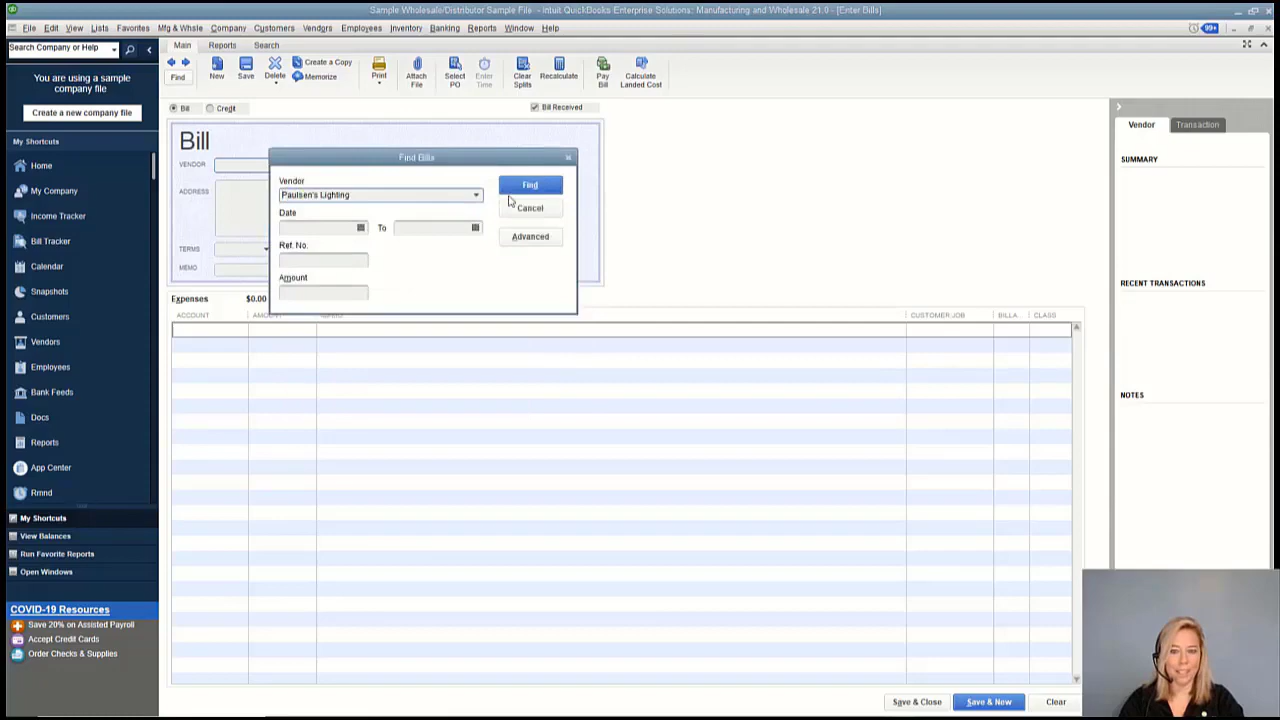 Sample Wholesale/Distributor Sample File - Intuit QuickBooks Enterprise Solutions: Manufacturing and Wholesale 21.0 - [Enter Bills]
File Edit View Lists Favorites Company Mfg & Whsle Customers Vendors Employees Inventory Banking Reports Window Help
99+
Search Company or Help
Main Reports Search
Find New Save Delete Create a Copy Memorize Print Attach File Select PO Enter Time Clear Splits Recalculate Pay Bill Calculate Landed Cost
You are using a sample company file
Create a new company file
My Shortcuts
Home
My Company
Income Tracker
Bill Tracker
Calendar
Snapshots
Customers
Vendors
Employees
Bank Feeds
Docs
Reports
App Center
Rmnd
My Shortcuts
View Balances
Run Favorite Reports
Open Windows
COVID-19 Resources
Save 20% on Assisted Payroll
Accept Credit Cards
Order Checks & Supplies
Bill Credit Bill Received
Bill
VENDOR
ADDRESS
TERMS
MEMO
Find Bills
Vendor
Paulsen's Lighting
Date
To
Ref. No.
Amount
Find
Cancel
Advanced
Expenses $0.00
ACCOUNT CUSTOMER:JOB BILLA... CLASS
Vendor Transaction
SUMMARY
RECENT TRANSACTIONS
NOTES
Save & Close Save & New Clear